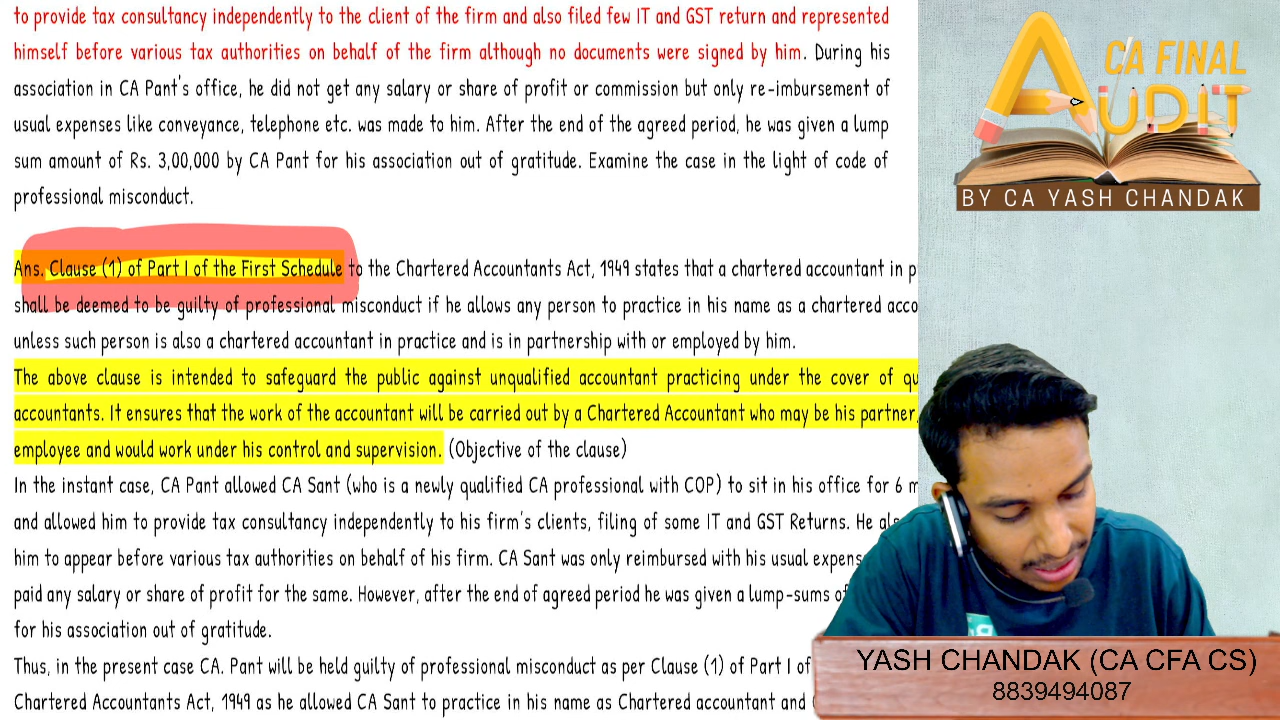 to provide tax consultancy independently to the client of the firm and also filed few IT and GST return and represented
himself before various tax authorities on behalf of the firm although no documents were signed by him. During his
association in CA Pant's office, he did not get any salary or share of profit or commission but only re-imbursement of
usual expenses like conveyance, telephone etc. was made to him. After the end of the agreed period, he was given a lump
sum amount of Rs. 3,00,000 by CA Pant for his association out of gratitude. Examine the case in the light of code of
professional misconduct.
Ans. Clause (1) of Part I of the First Schedule to the Chartered Accountants Act, 1949 states that a chartered accountant in p
shall be deemed to be guilty of professional misconduct if he allows any person to practice in his name as a chartered acco
unless such person is also a chartered accountant in practice and is in partnership with or employed by him.
The above clause is intended to safeguard the public against unqualified accountant practicing under the cover of qu
accountants. It ensures that the work of the accountant will be carried out by a Chartered Accountant who may be his partner,
employee and would work under his control and supervision. (Objective of the clause)
In the instant case, CA Pant allowed CA Sant (who is a newly qualified CA professional with COP) to sit in his office for 6 m
and allowed him to provide tax consultancy independently to his firm's clients, filing of some IT and GST Returns. He als
him to appear before various tax authorities on behalf of his firm. CA Sant was only reimbursed with his usual expens
paid any salary or share of profit for the same. However, after the end of agreed period he was given a lump-sums of
for his association out of gratitude.
Thus, in the present case CA. Pant will be held guilty of professional misconduct as per Clause (1) of Part I of
Chartered Accountants Act, 1949 as he allowed CA Sant to practice in his name as Chartered accountant and
CA FINAL
AUDIT
BY CA YASH CHANDAK
YASH CHANDAK (CA CFA CS)
8839494087